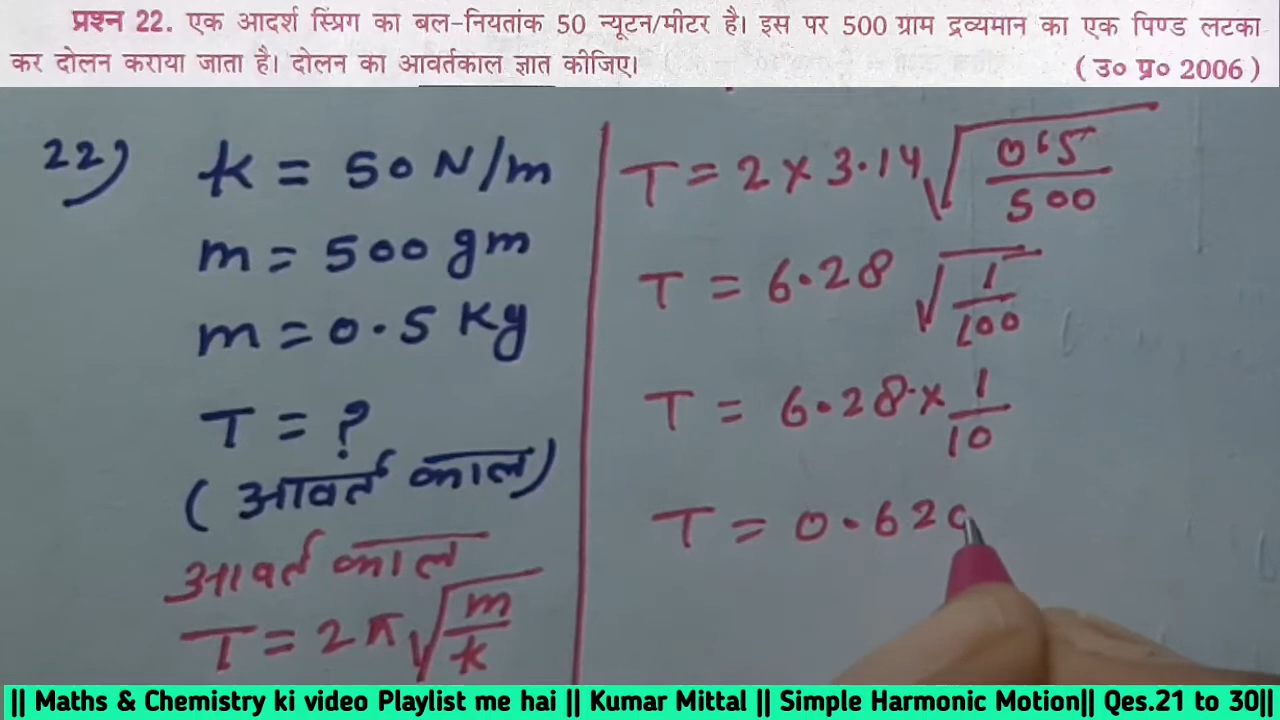 प्रश्न 22. एक आदर्श स्प्रिंग का बल-नियतांक 50 न्यूटन/मीटर है। इस पर 500 ग्राम द्रव्यमान का एक पिण्ड लटका
कर दोलन कराया जाता है। दोलन का आवर्तकाल ज्ञात कीजिए। ( उ० प्र० 2006 )
22) k = 50 N/m
m = 500 gm
m = 0.5 Kg
T = ?
( आवर्त काल )
आवर्त काल
T = 2π √(m/k)
T = 2 × 3.14 √(0.5/500)
T = 6.28 √(1/100)
T = 6.28 × 1/10
T = 0.62
|| Maths & Chemistry ki video Playlist me hai || Kumar Mittal || Simple Harmonic Motion|| Qes.21 to 30||